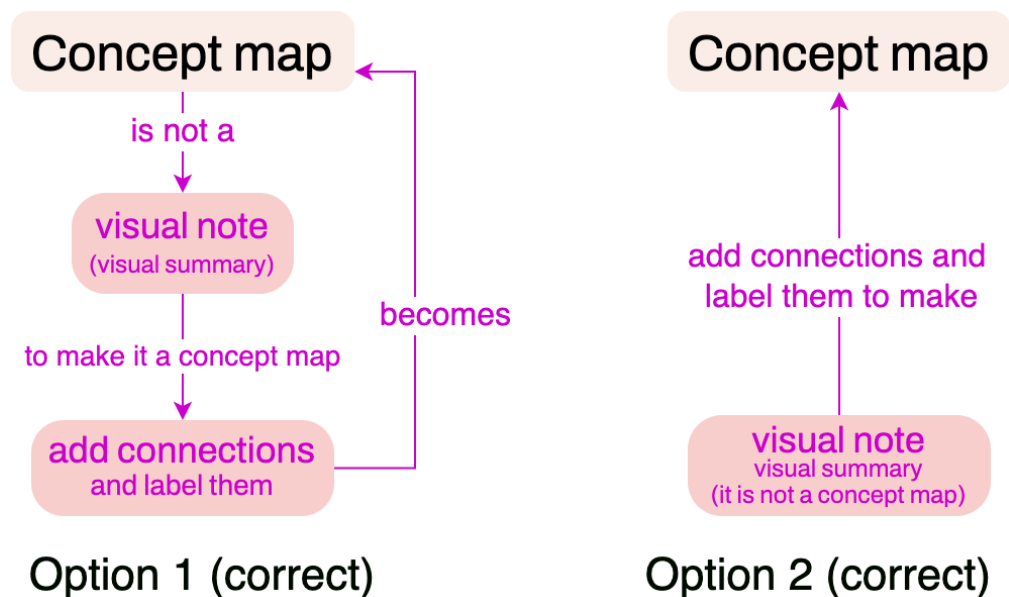 Concept map
is not a
visual note
(visual summary)
to make it a concept map
add connections
and label them
becomes
Option 1 (correct)
Concept map
add connections and
label them to make
visual note
visual summary
(it is not a concept map)
Option 2 (correct)